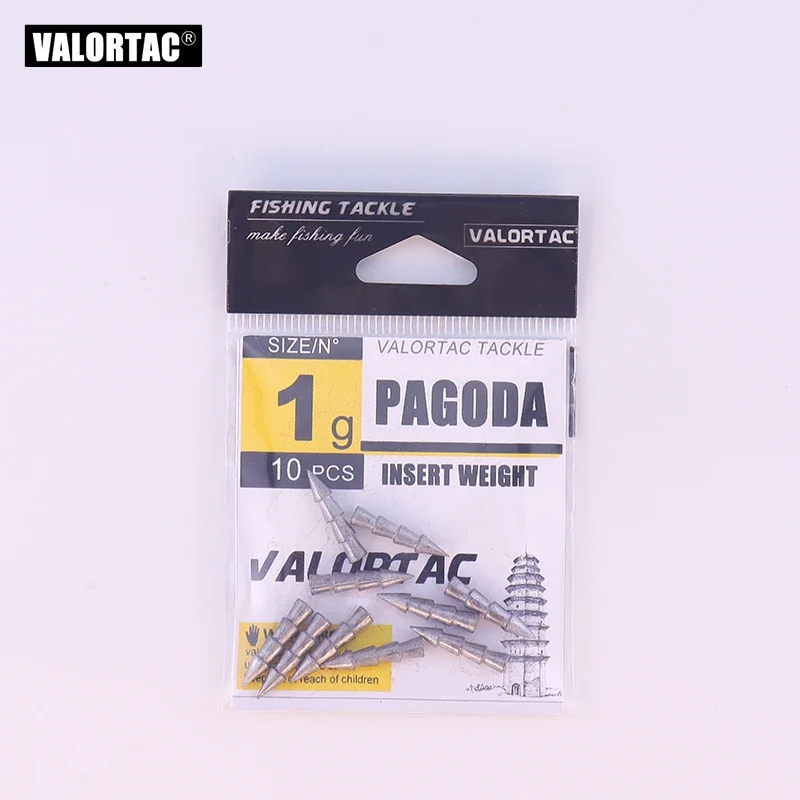 VALORTAC®
FISHING TACKLE
make fishing fun
VALORTAC
SIZE/N°
1g
10 PCS
VALORTAC TACKLE
PAGODA
INSERT WEIGHT
VALORTAC
of reach of children